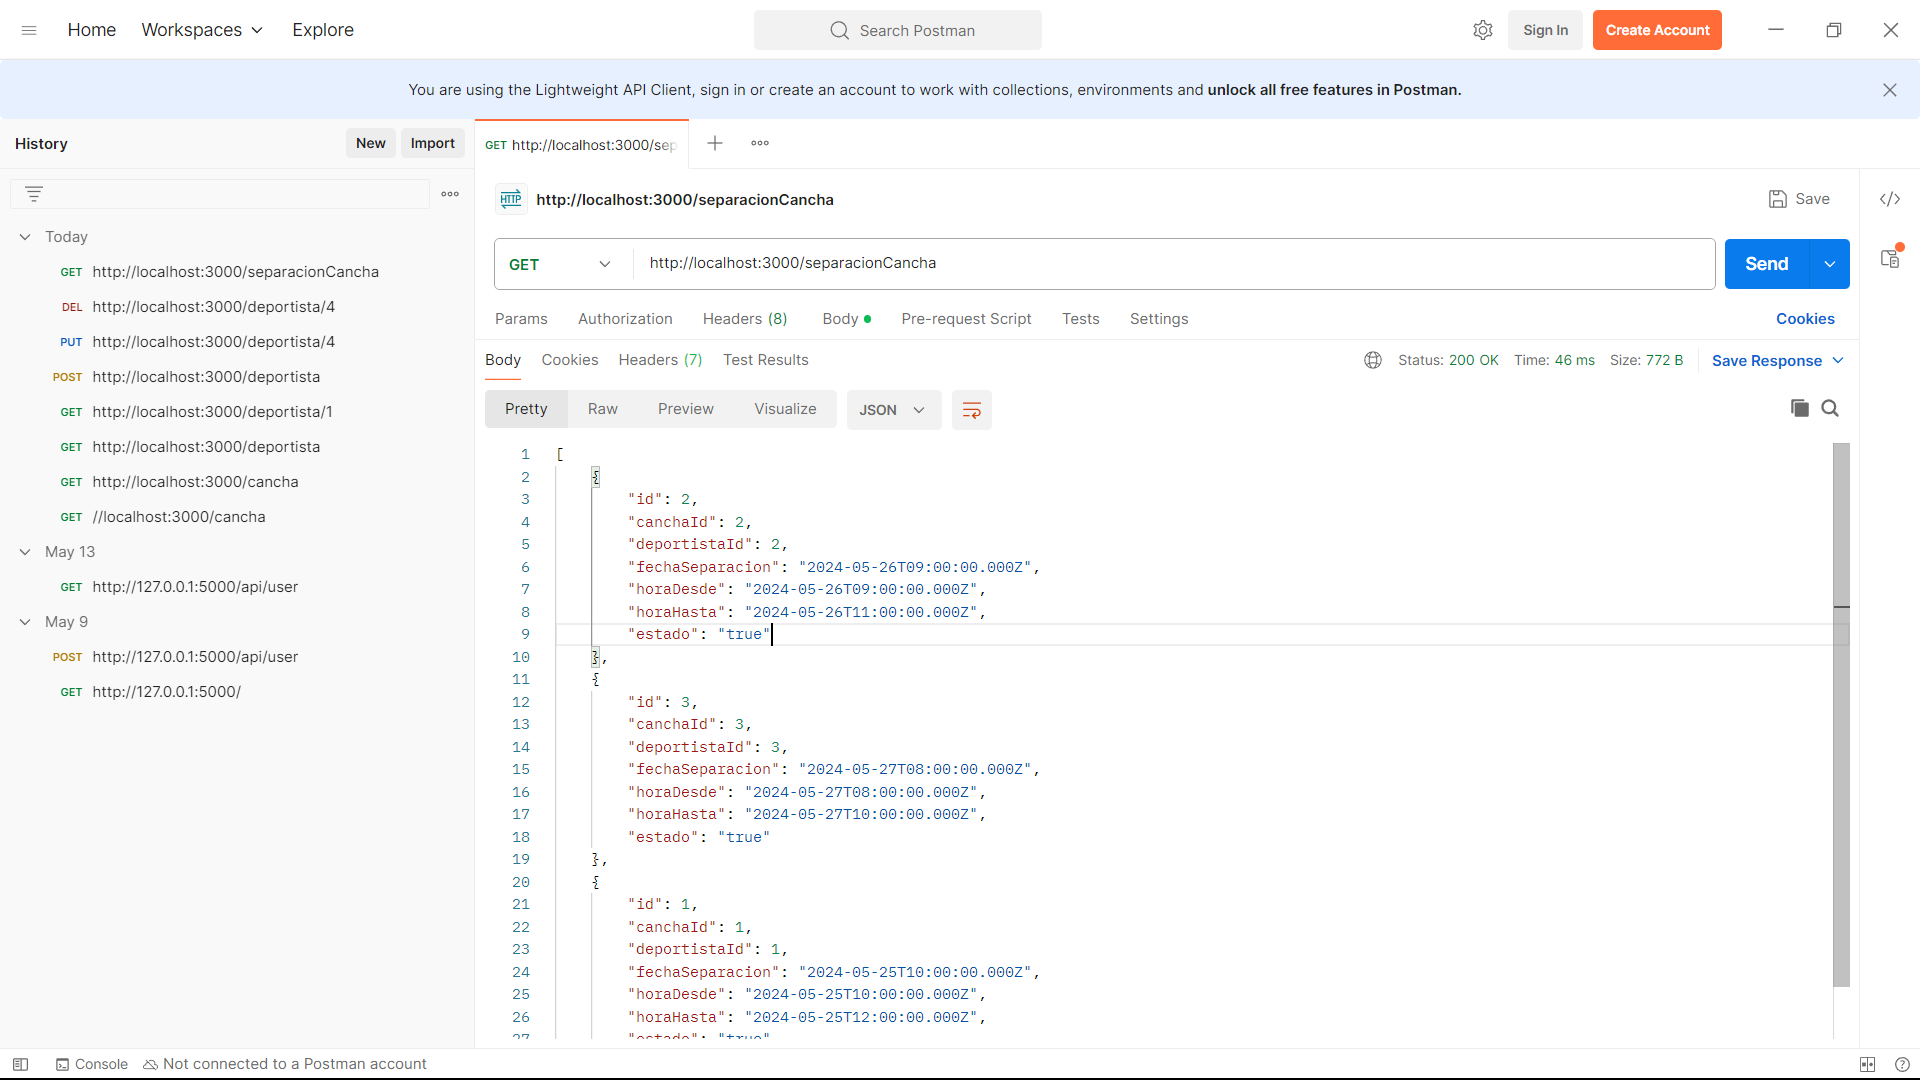 Home Workspaces Explore Search Postman Sign In Create Account
You are using the Lightweight API Client, sign in or create an account to work with collections, environments and unlock all free features in Postman.
History New Import
Today
GET http://localhost:3000/separacionCancha
DEL http://localhost:3000/deportista/4
PUT http://localhost:3000/deportista/4
POST http://localhost:3000/deportista
GET http://localhost:3000/deportista/1
GET http://localhost:3000/deportista
GET http://localhost:3000/cancha
GET //localhost:3000/cancha
May 13
GET http://127.0.0.1:5000/api/user
May 9
POST http://127.0.0.1:5000/api/user
GET http://127.0.0.1:5000/
GET http://localhost:3000/sep
HTTP http://localhost:3000/separacionCancha Save
GET http://localhost:3000/separacionCancha Send
Params Authorization Headers (8) Body Pre-request Script Tests Settings Cookies
Body Cookies Headers (7) Test Results Status: 200 OK Time: 46 ms Size: 772 B Save Response
Pretty Raw Preview Visualize JSON
1 [
2 {
3 "id": 2,
4 "canchaId": 2,
5 "deportistaId": 2,
6 "fechaSeparacion": "2024-05-26T09:00:00.000Z",
7 "horaDesde": "2024-05-26T09:00:00.000Z",
8 "horaHasta": "2024-05-26T11:00:00.000Z",
9 "estado": "true"
10 },
11 {
12 "id": 3,
13 "canchaId": 3,
14 "deportistaId": 3,
15 "fechaSeparacion": "2024-05-27T08:00:00.000Z",
16 "horaDesde": "2024-05-27T08:00:00.000Z",
17 "horaHasta": "2024-05-27T10:00:00.000Z",
18 "estado": "true"
19 },
20 {
21 "id": 1,
22 "canchaId": 1,
23 "deportistaId": 1,
24 "fechaSeparacion": "2024-05-25T10:00:00.000Z",
25 "horaDesde": "2024-05-25T10:00:00.000Z",
26 "horaHasta": "2024-05-25T12:00:00.000Z",
27 "estado": "true"
Console Not connected to a Postman account